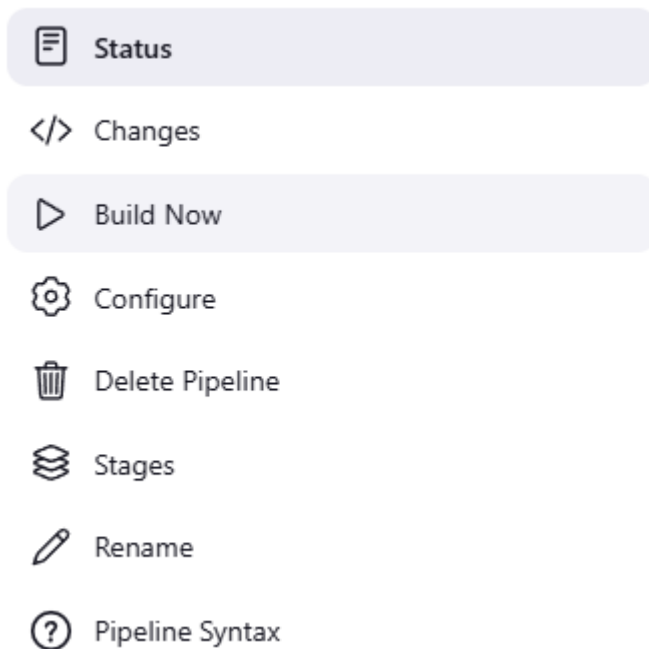 Status
Changes
Build Now
Configure
Delete Pipeline
Stages
Rename
Pipeline Syntax